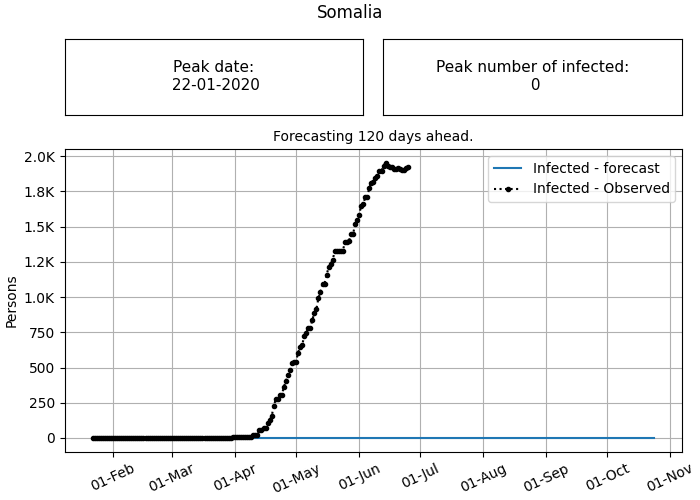 Somalia
Peak date:
22-01-2020
Peak number of infected:
0
Forecasting 120 days ahead.
Infected - forecast
Infected - Observed
Persons
2.0K
1.8K
1.5K
1.2K
1.0K
750
500
250
0
01-Feb
01-Mar
01-Apr
01-May
01-Jun
01-Jul
01-Aug
01-Sep
01-Oct
01-Nov